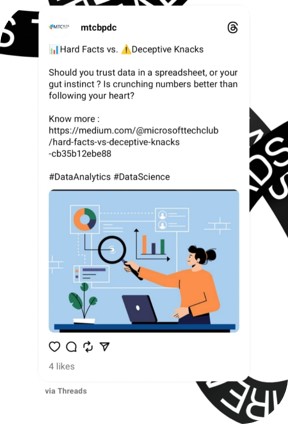 MTC
mtcbpdc
Hard Facts vs. Deceptive Knacks
Should you trust data in a spreadsheet, or your
gut instinct ? Is crunching numbers better than
following your heart?
Know more :
https://medium.com/@microsofttechclub
/hard-facts-vs-deceptive-knacks
-cb35b12ebe88
#DataAnalytics #DataScience
4 likes
via Threads